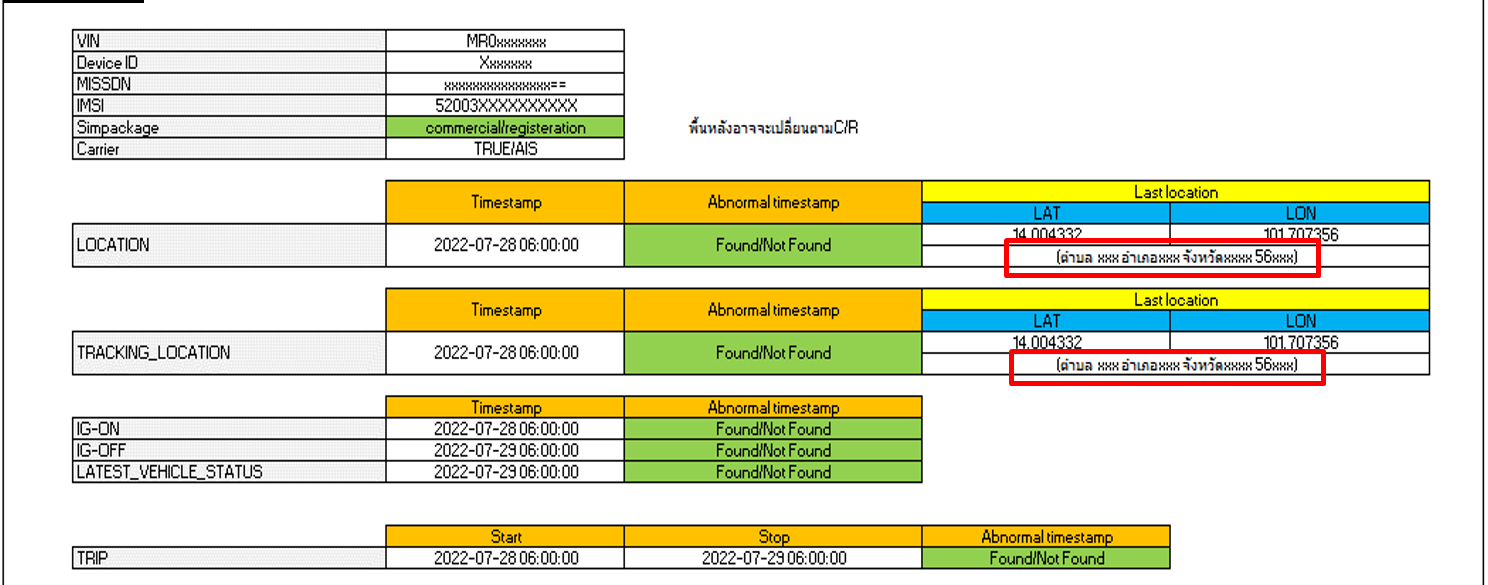 VIN MR0xxxxxxx
Device ID Xxxxxxx
MISSDN xxxxxxxxxxxxxxxx==
IMSI 52003XXXXXXXXXX
Simpackage commercial/registeration พื้นหลังอาจจะเปลี่ยนตามC/R
Carrier TRUE/AIS
Timestamp Abnormal timestamp Last location
LAT LON
LOCATION 2022-07-28 06:00:00 Found/Not Found 14.004332 101.707356
(ตำบล xxx อำเภอxxx จังหวัดxxxx 56xxx)
Timestamp Abnormal timestamp Last location
LAT LON
TRACKING_LOCATION 2022-07-28 06:00:00 Found/Not Found 14.004332 101.707356
(ตำบล xxx อำเภอxxx จังหวัดxxxx 56xxx)
Timestamp Abnormal timestamp
IG-ON 2022-07-28 06:00:00 Found/Not Found
IG-OFF 2022-07-29 06:00:00 Found/Not Found
LATEST_VEHICLE_STATUS 2022-07-29 06:00:00 Found/Not Found
Start Stop Abnormal timestamp
TRIP 2022-07-28 06:00:00 2022-07-29 06:00:00 Found/Not Found